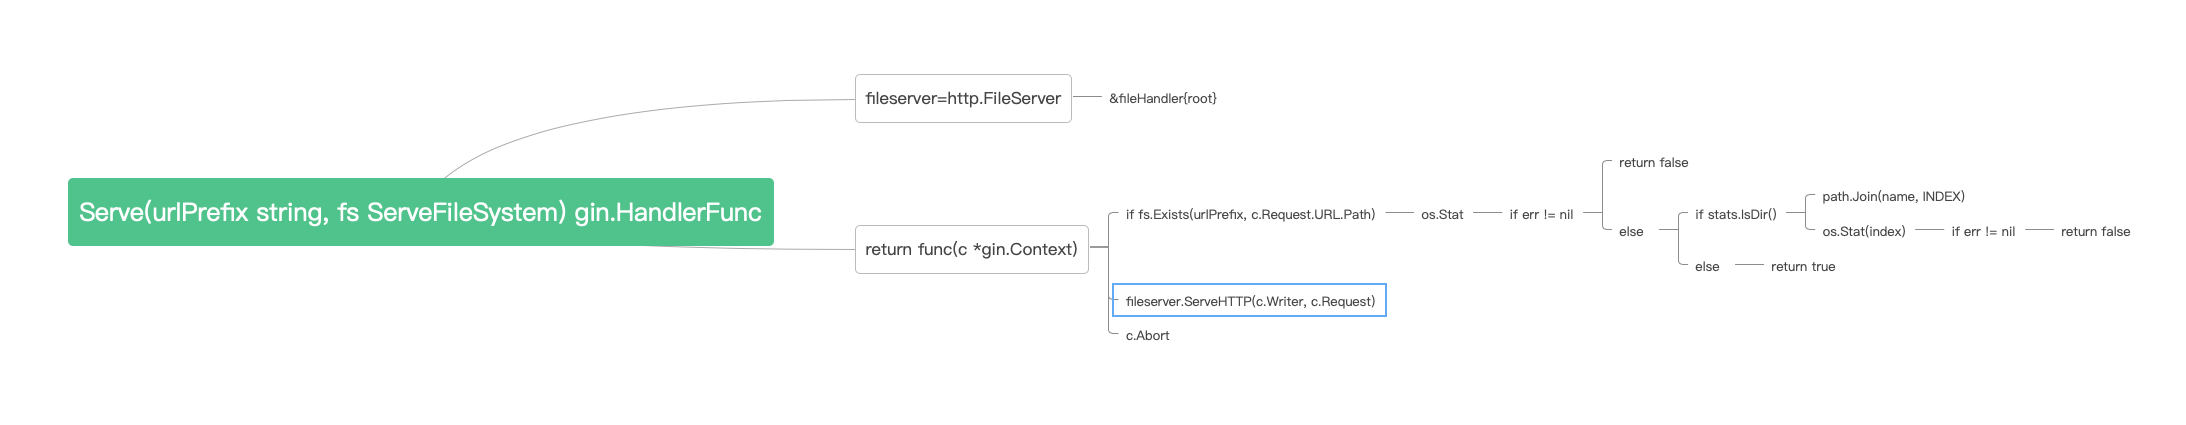 Serve(urlPrefix string, fs ServeFileSystem) gin.HandlerFunc
fileserver=http.FileServer
&fileHandler{root}
return func(c *gin.Context)
if fs.Exists(urlPrefix, c.Request.URL.Path)
os.Stat
if err != nil
return false
else
if stats.IsDir()
path.Join(name, INDEX)
os.Stat(index)
if err != nil
return false
else
return true
fileserver.ServeHTTP(c.Writer, c.Request)
c.Abort